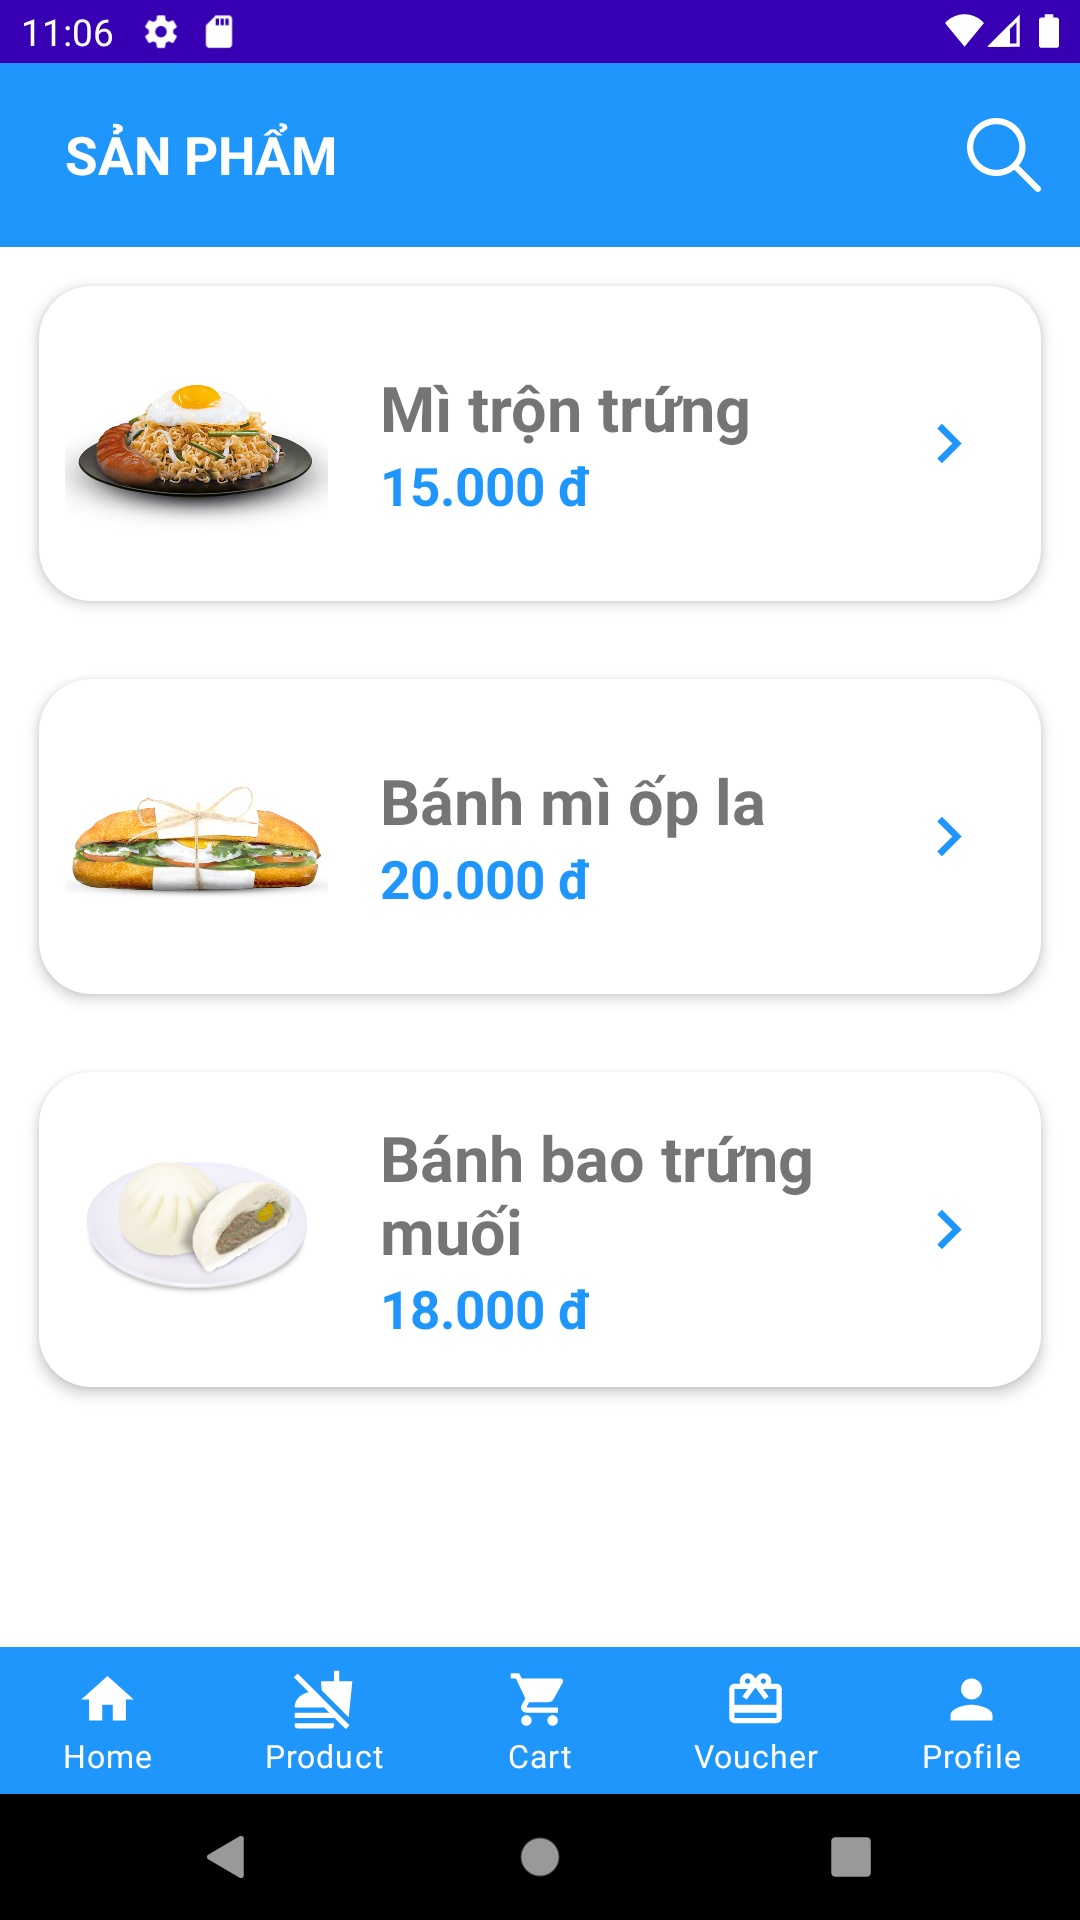 11:06
SẢN PHẨM
Mì trộn trứng
15.000 đ
Bánh mì ốp la
20.000 đ
Bánh bao trứng
muối
18.000 đ
Home
Product
Cart
Voucher
Profile